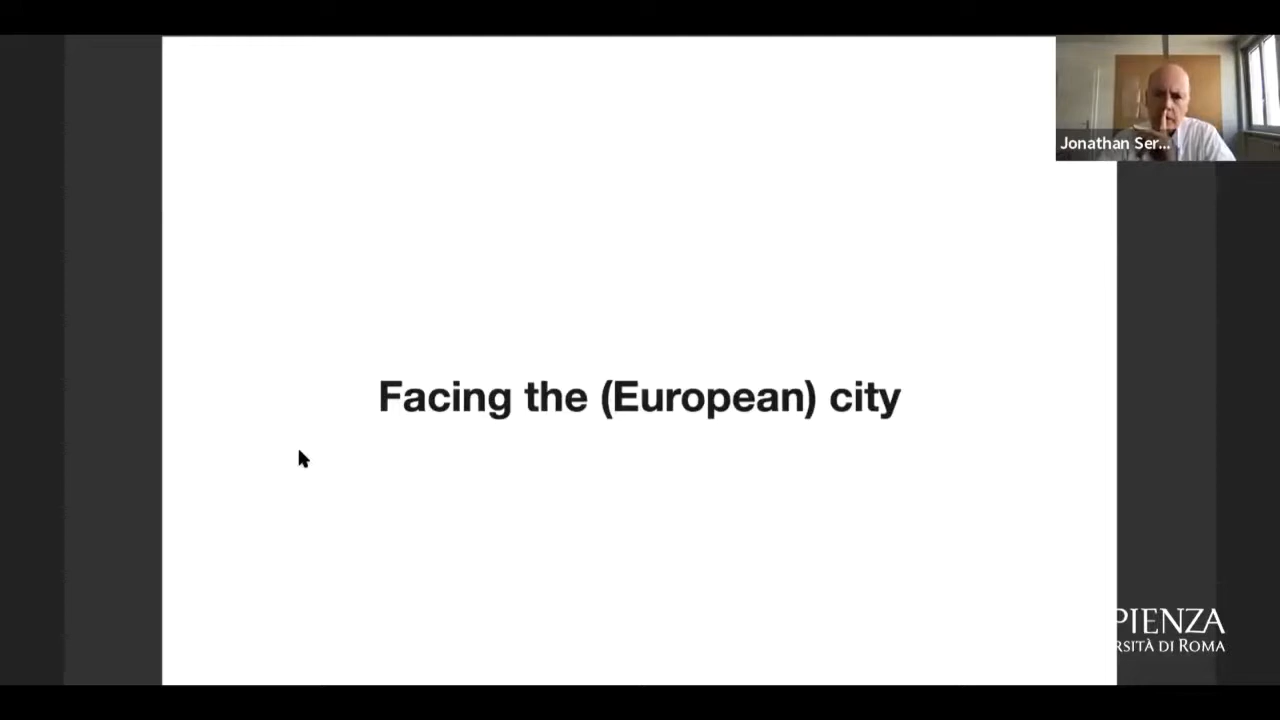 Jonathan Ser...
Facing the (European) city
PIENZA
RSITÀ DI ROMA